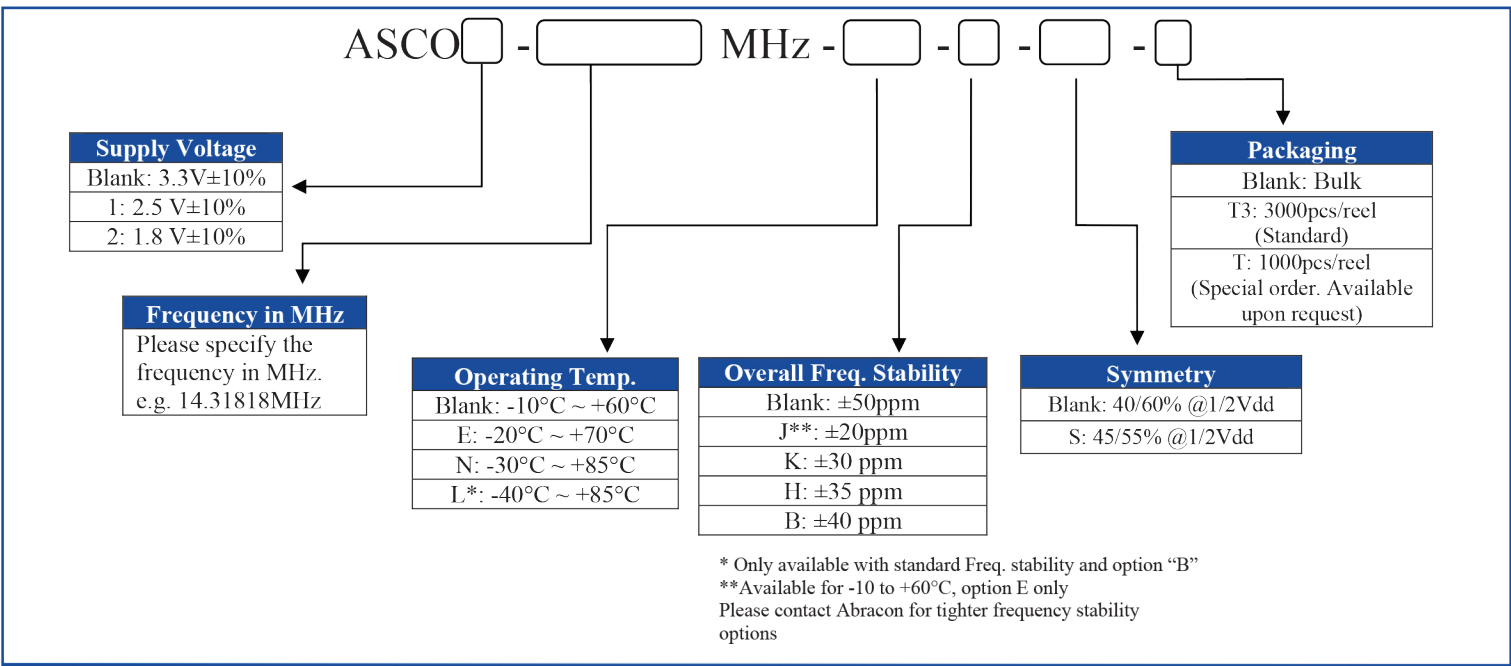 ASCO - MHz - - - -
Supply Voltage
Blank: 3.3V±10%
1: 2.5 V±10%
2: 1.8 V±10%
Frequency in MHz
Please specify the
frequency in MHz.
e.g. 14.31818MHz
Operating Temp.
Blank: -10°C ~ +60°C
E: -20°C ~ +70°C
N: -30°C ~ +85°C
L*: -40°C ~ +85°C
Overall Freq. Stability
Blank: ±50ppm
J**: ±20ppm
K: ±30 ppm
H: ±35 ppm
B: ±40 ppm
Symmetry
Blank: 40/60% @1/2Vdd
S: 45/55% @1/2Vdd
Packaging
Blank: Bulk
T3: 3000pcs/reel
(Standard)
T: 1000pcs/reel
(Special order. Available
upon request)
* Only available with standard Freq. stability and option “B”
**Available for -10 to +60°C, option E only
Please contact Abracon for tighter frequency stability
options